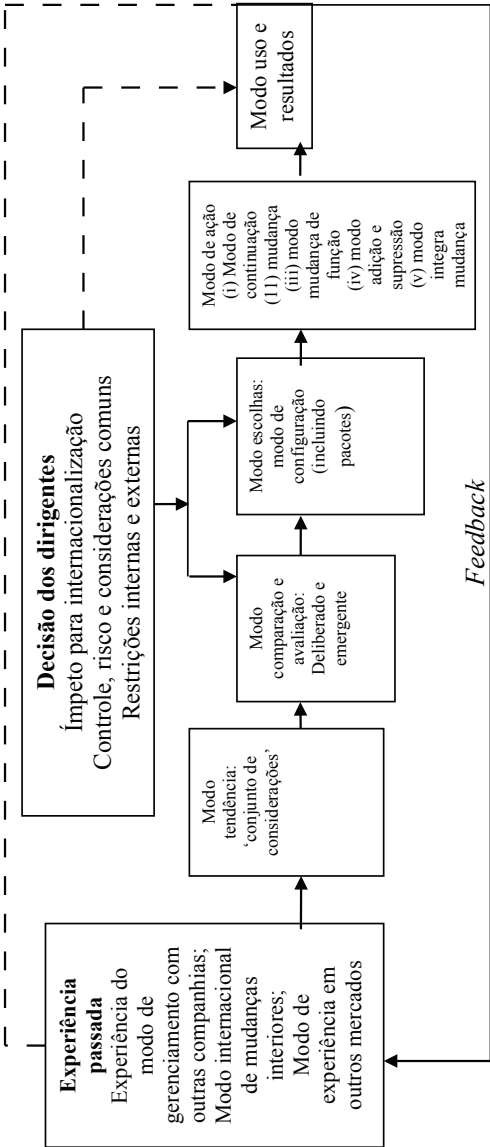 Decisão dos dirigentes
Ímpeto para internacionalização
Controle, risco e considerações comuns
Restrições internas e externas
Experiência
passada
Experiência do
modo de
gerenciamento com
outras companhias;
Modo internacional
de mudanças
interiores;
Modo de
experiência em
outros mercados
Modo
tendência:
‘conjunto de
considerações’
Modo
comparação e
avaliação:
Deliberado e
emergente
Modo escolhas:
modo de
configuração
(incluindo
pacotes)
Modo de ação
(i) Modo de
continuação
(11) mudança
(iii) modo
mudança de
função
(iv) modo
adição e
supressão
(v) modo
integra
mudança
Modo uso e
resultados
Feedback